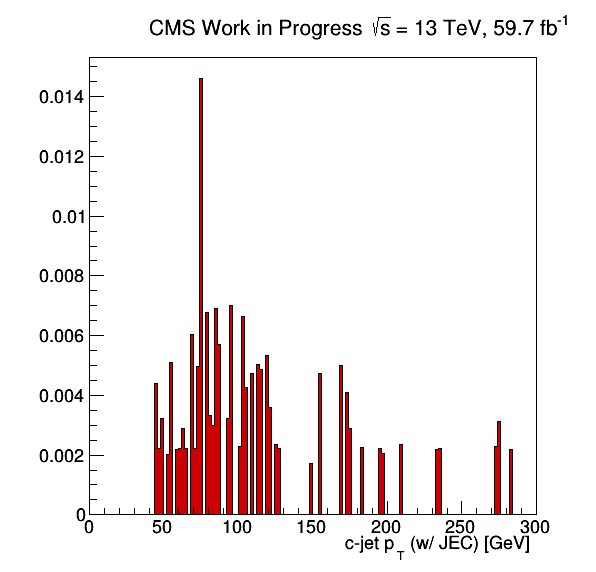 CMS Work in Progress √s = 13 TeV, 59.7 fb⁻¹
0.014
0.012
0.01
0.008
0.006
0.004
0.002
0
0 50 100 150 200 250 300
c-jet p_T (w/ JEC) [GeV]